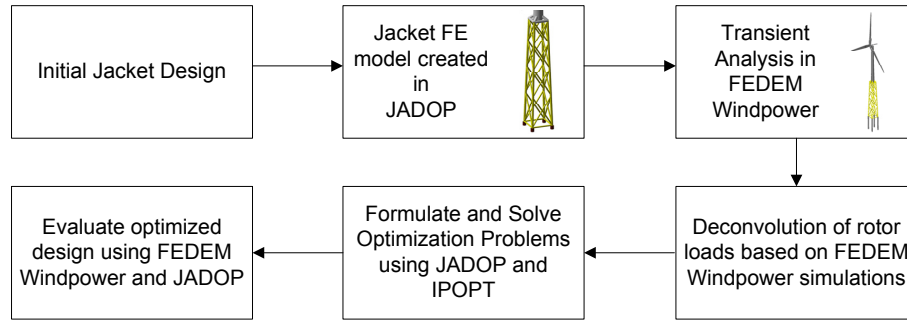 Initial Jacket Design
Jacket FE
model created
in
JADOP
Transient
Analysis in
FEDEM
Windpower
Evaluate optimized
design using FEDEM
Windpower and JADOP
Formulate and Solve
Optimization Problems
using JADOP and
IPOPT
Deconvolution of rotor
loads based on FEDEM
Windpower simulations